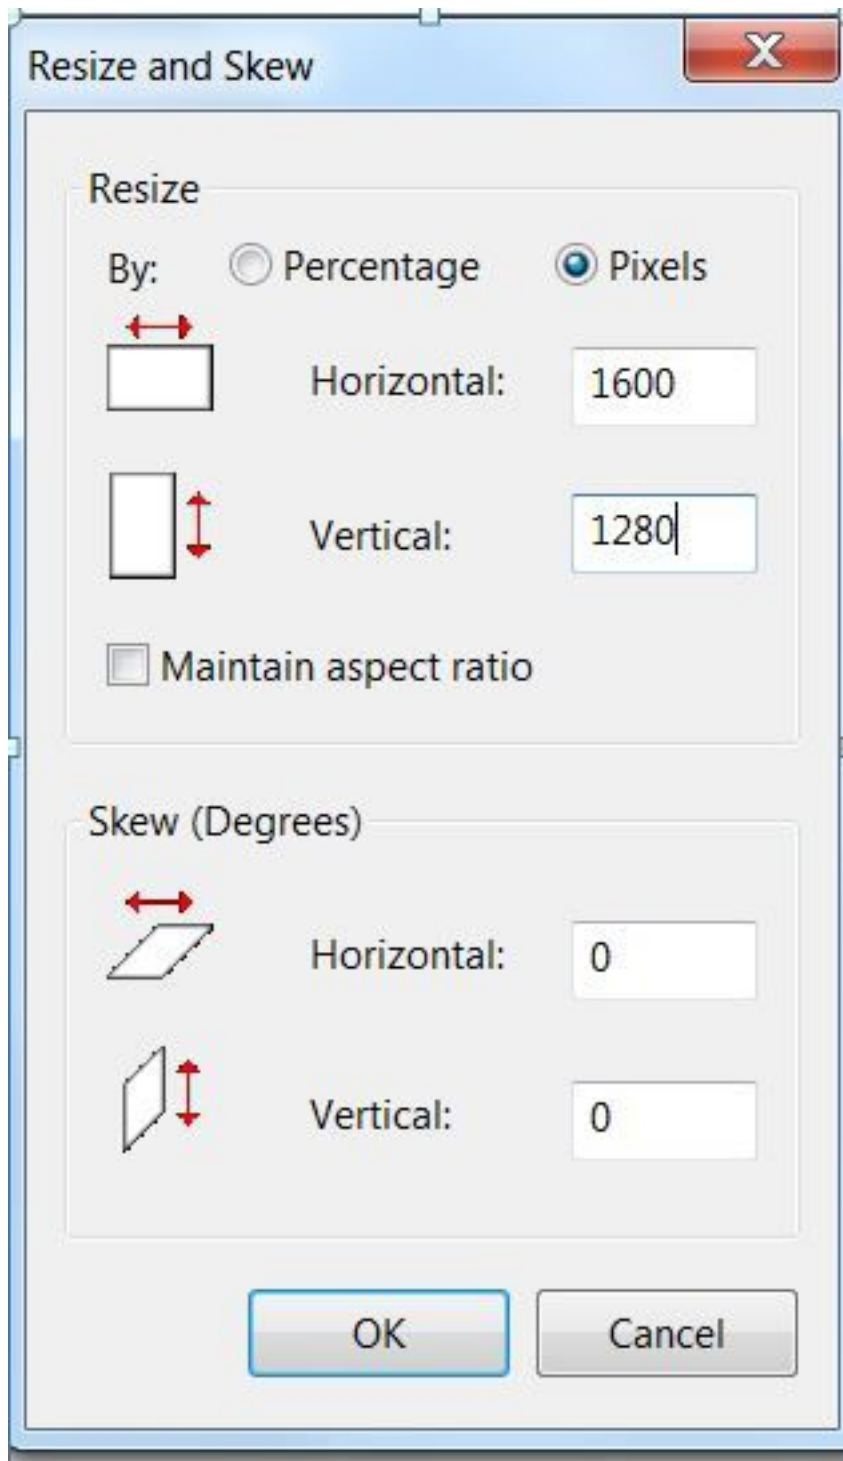 Resize and Skew
Resize
By: Percentage Pixels
Horizontal: 1600
Vertical: 1280
Maintain aspect ratio
Skew (Degrees)
Horizontal: 0
Vertical: 0
OK Cancel